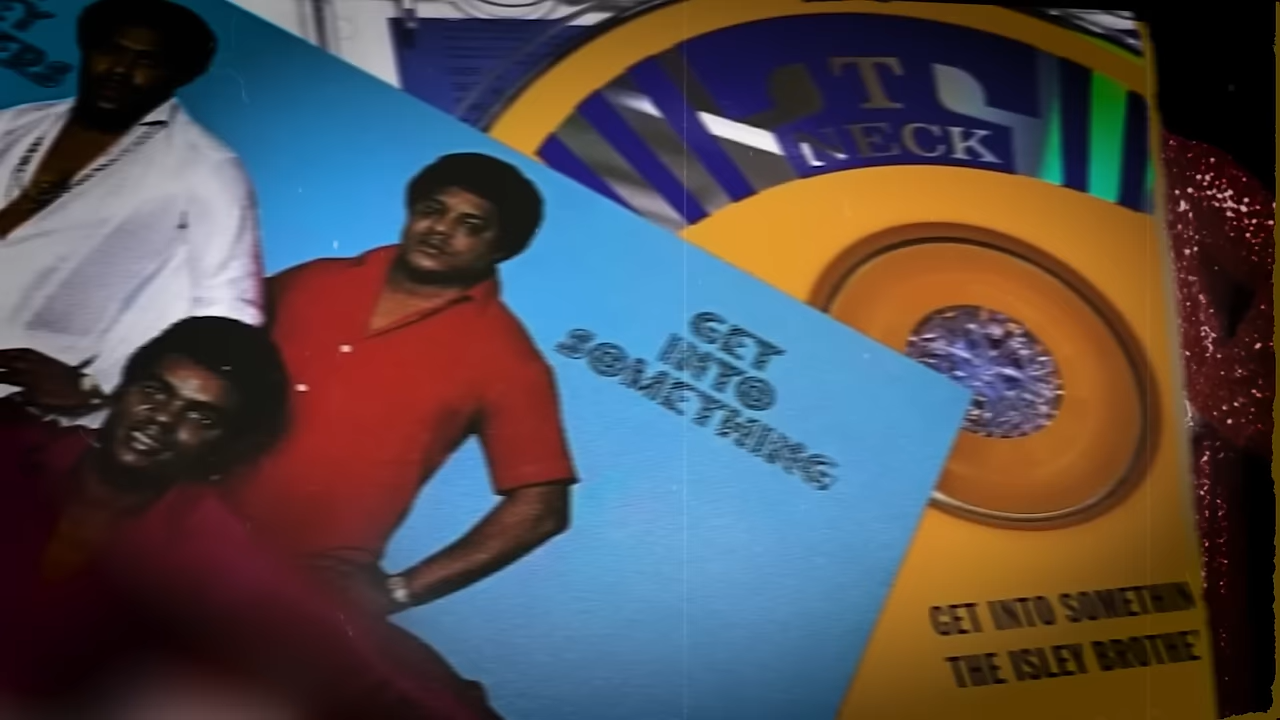 GET
INTO
SOMETHING
T
NECK
GET INTO SOMETHIN
THE ISLEY BROTHE